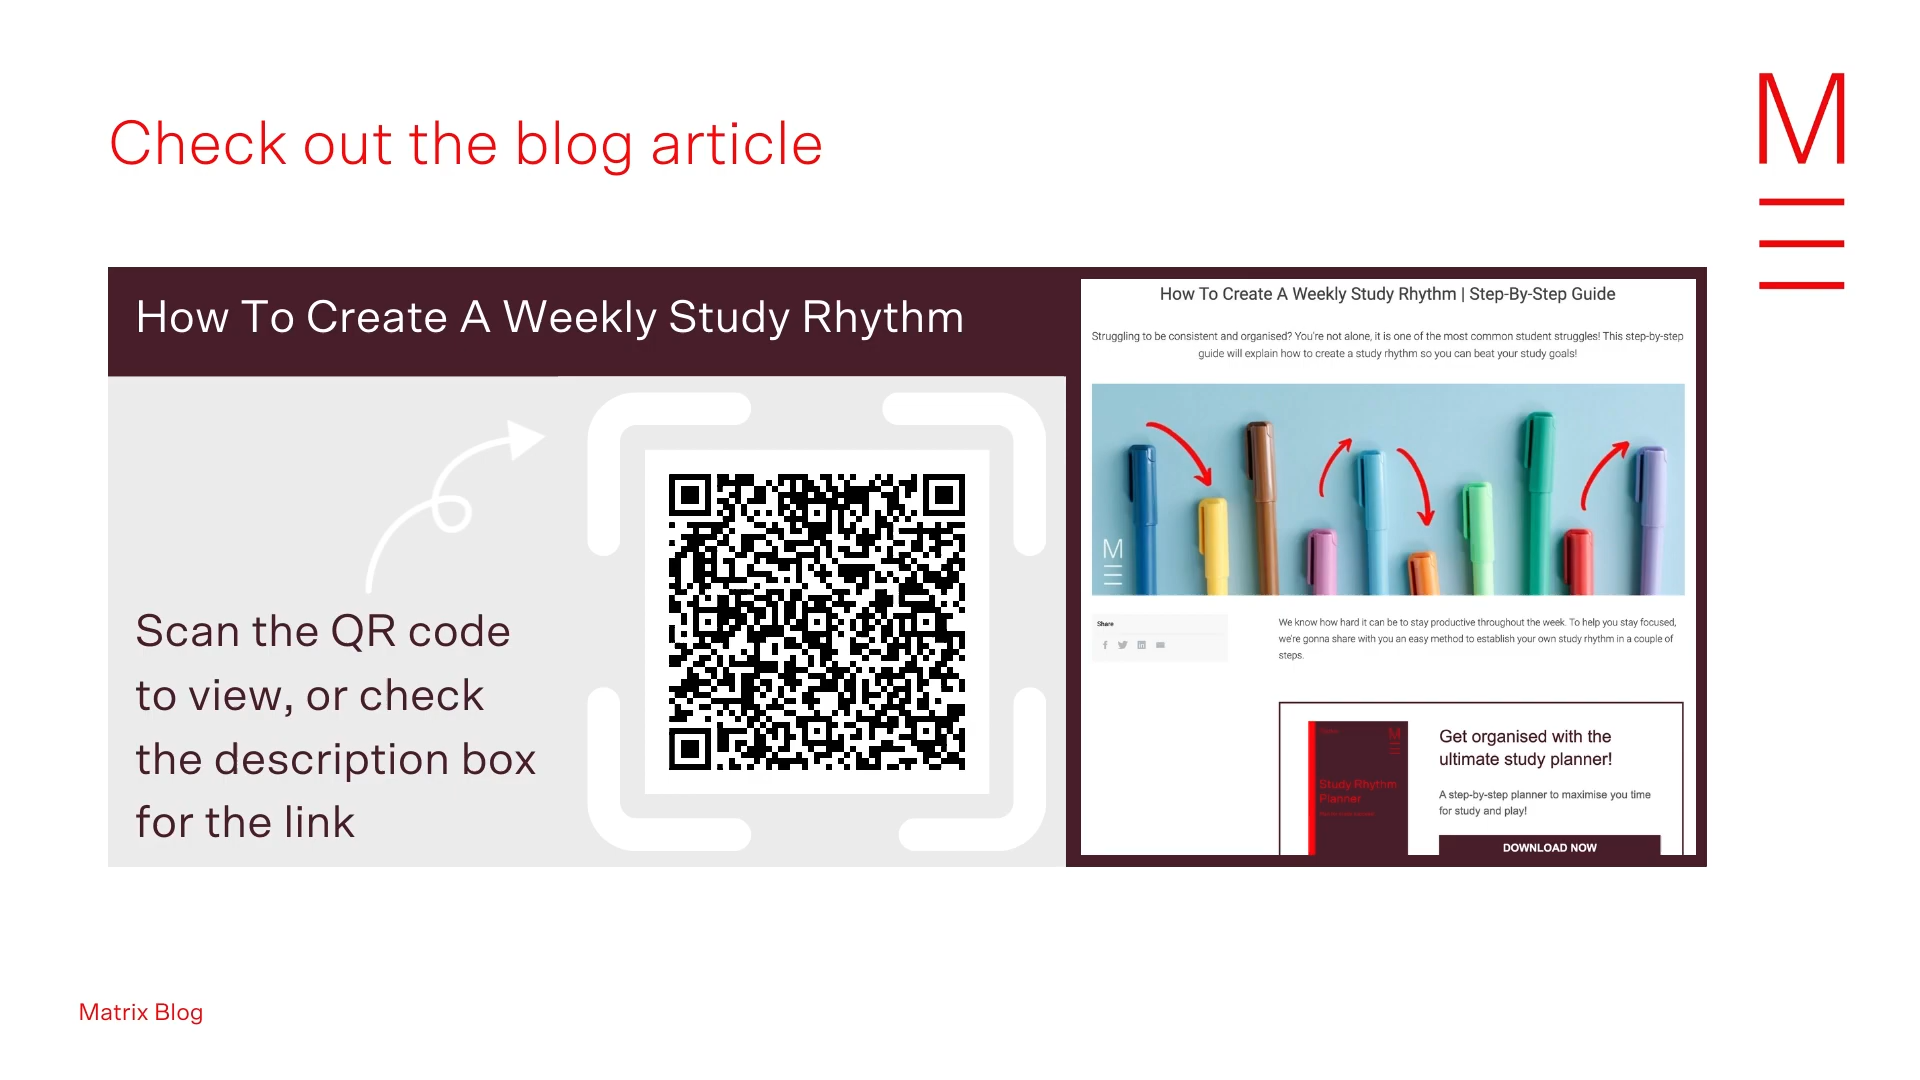 Check out the blog article
M
How To Create A Weekly Study Rhythm
Scan the QR code
to view, or check
the description box
for the link
How To Create A Weekly Study Rhythm | Step-By-Step Guide
Struggling to be consistent and organised? You're not alone, it is one of the most common student struggles! This step-by-step
guide will explain how to create a study rhythm so you can beat your study goals!
M
Share
We know how hard it can be to stay productive throughout the week. To help you stay focused,
we're gonna share with you an easy method to establish your own study rhythm in a couple of
steps.
M
Study Rhythm
Planner
Get organised with the
ultimate study planner!
A step-by-step planner to maximise you time
for study and play!
DOWNLOAD NOW
Matrix Blog